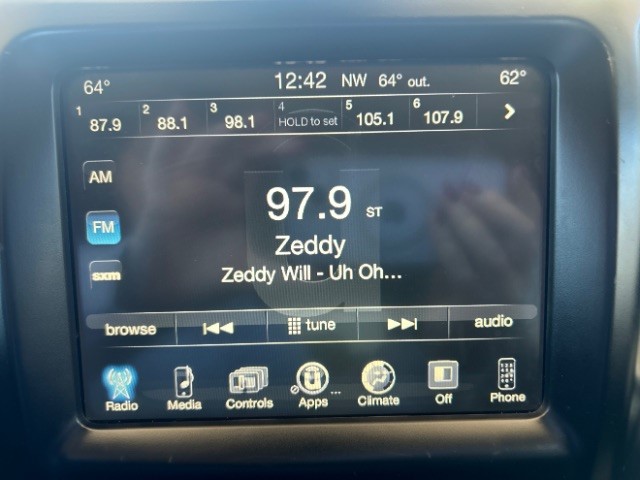 64° 12:42 NW 64° out. 62°
1 87.9 2 88.1 3 98.1 4 HOLD to set 5 105.1 6 107.9
AM
97.9 ST
FM
Zeddy
sxm
Zeddy Will - Uh Oh...
browse tune audio
Radio Media Controls Apps ... Climate Off Phone